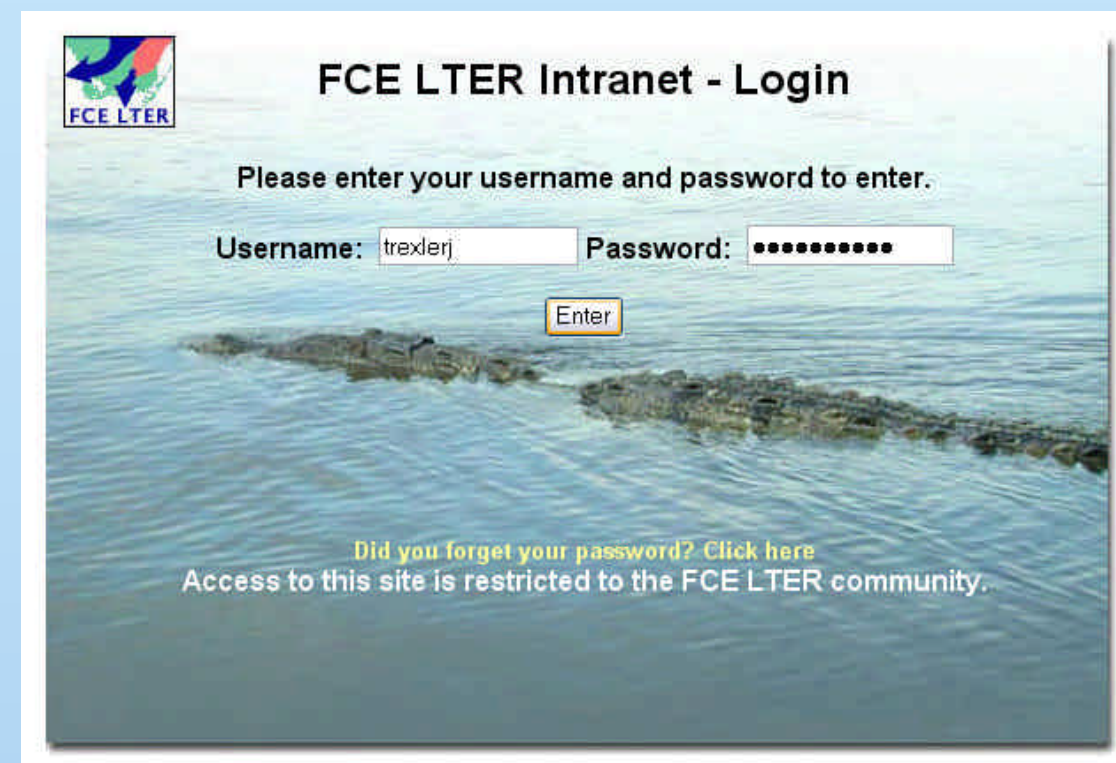 FCE LTER
FCE LTER Intranet - Login
Please enter your username and password to enter.
Username: trexlerj Password: ●●●●●●●●●●
Enter
Did you forget your password? Click here
Access to this site is restricted to the FCE LTER community.